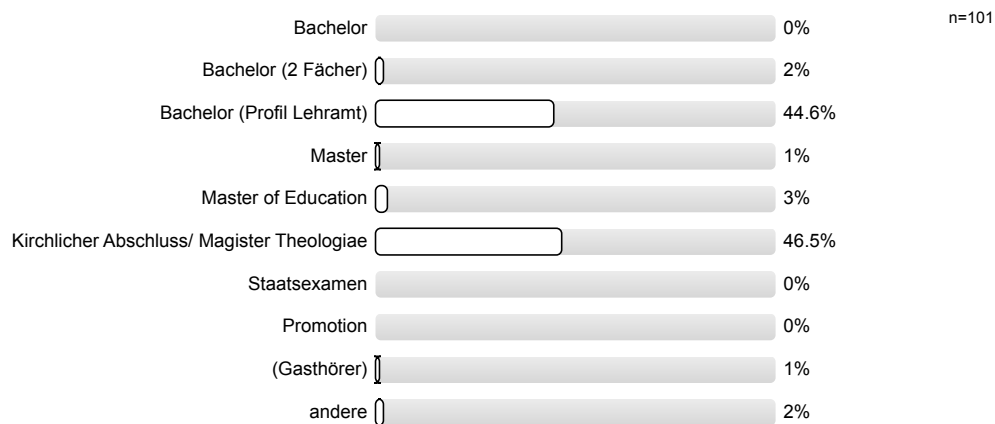 n=101
Bachelor 0%
Bachelor (2 Fächer) 2%
Bachelor (Profil Lehramt) 44.6%
Master 1%
Master of Education 3%
Kirchlicher Abschluss/ Magister Theologiae 46.5%
Staatsexamen 0%
Promotion 0%
(Gasthörer) 1%
andere 2%